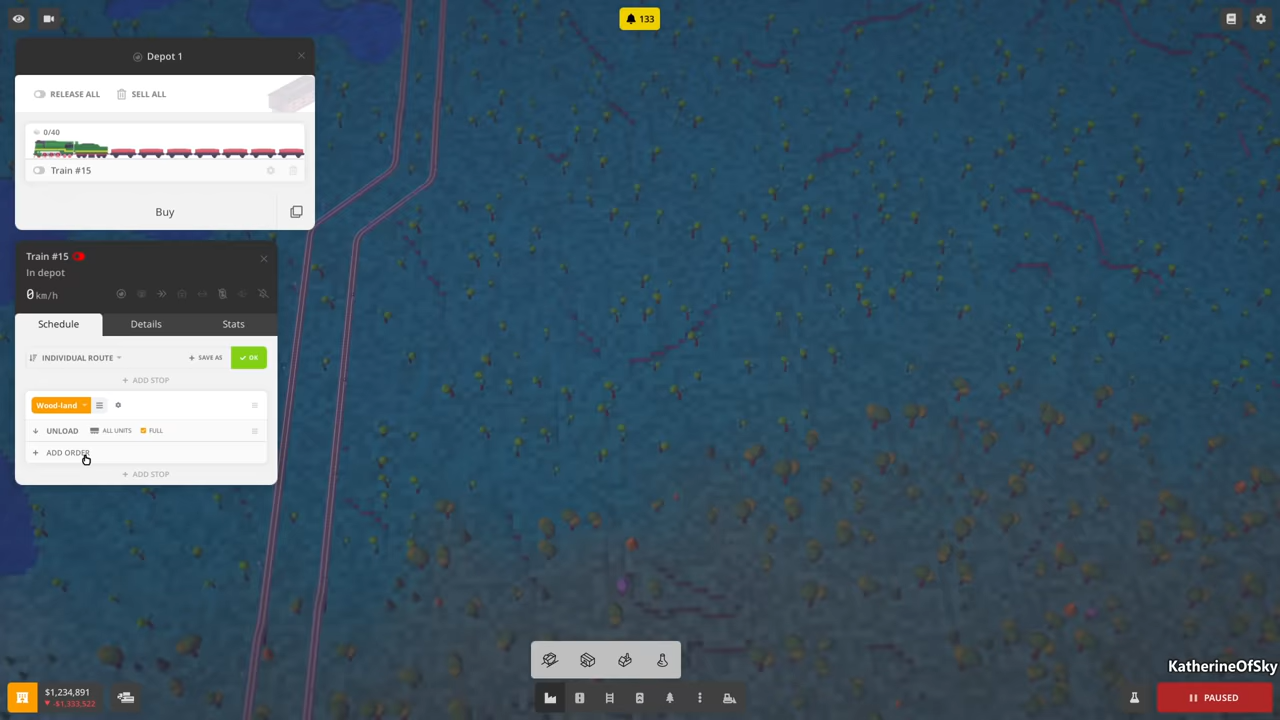 133
Depot 1
RELEASE ALL SELL ALL
0/40
Train #15
Buy
Train #15
In depot
0 km/h
Schedule Details Stats
INDIVIDUAL ROUTE + SAVE AS OK
+ ADD STOP
Wood-land
UNLOAD ALL UNITS FULL
+ ADD ORDER
+ ADD STOP
KatherineOfSky
$1,234,891
-$1,333,522
PAUSED